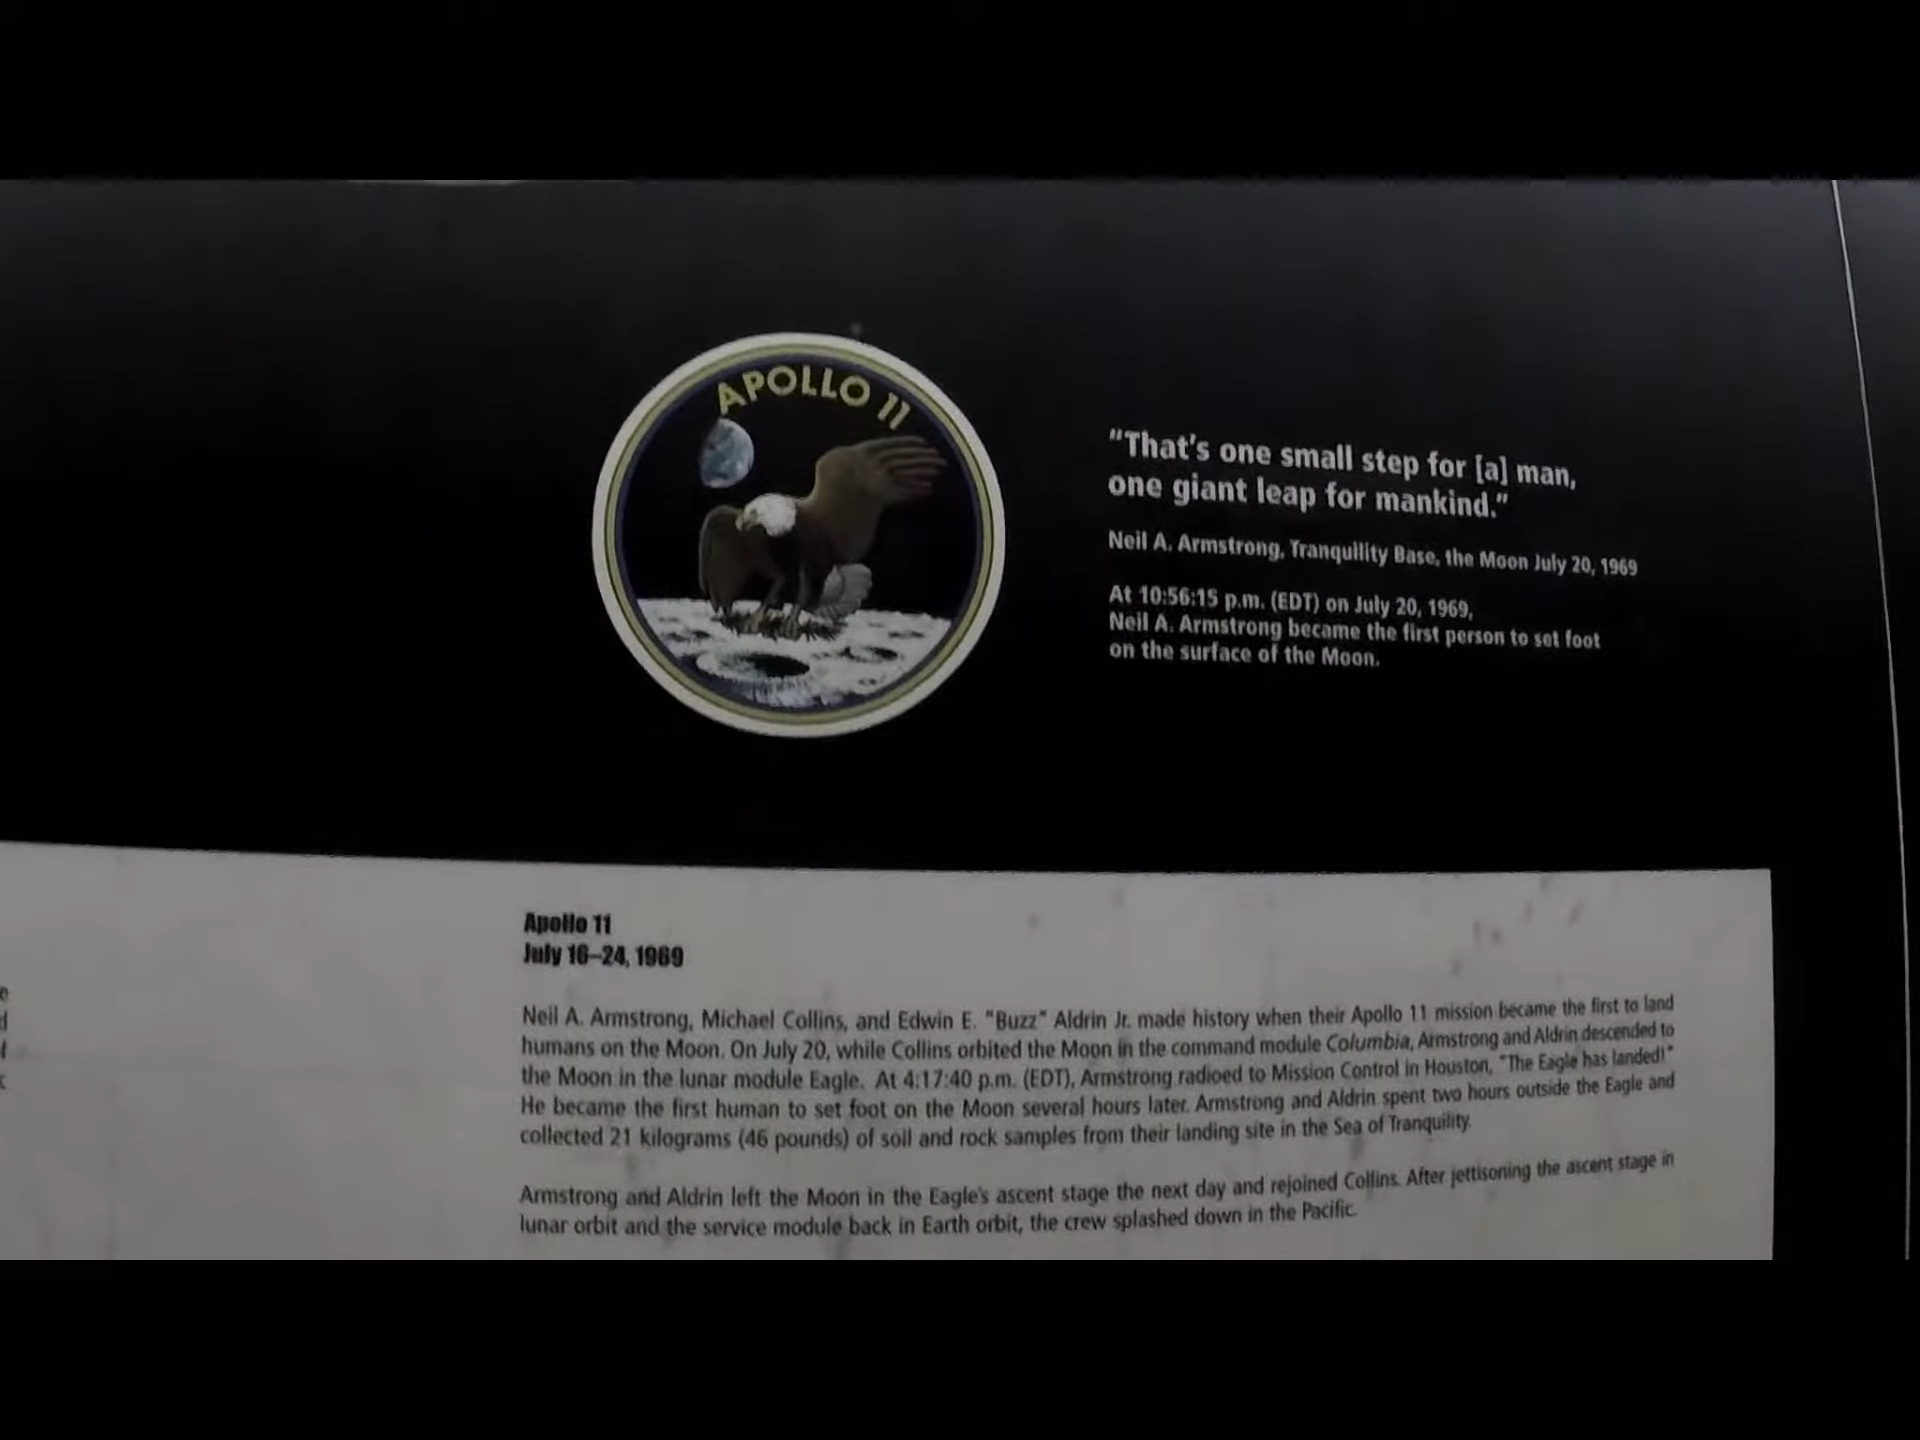 APOLLO 11
"That's one small step for [a] man,
one giant leap for mankind."
Neil A. Armstrong, Tranquility Base, the Moon July 20, 1969
At 10:56:15 p.m. (EDT) on July 20, 1969,
Neil A. Armstrong became the first person to set foot
on the surface of the Moon.
Apollo 11
July 16–24, 1969
Neil A. Armstrong, Michael Collins, and Edwin E. "Buzz" Aldrin Jr. made history when their Apollo 11 mission became the first to land
humans on the Moon. On July 20, while Collins orbited the Moon in the command module Columbia, Armstrong and Aldrin descended to
the Moon in the lunar module Eagle. At 4:17:40 p.m. (EDT), Armstrong radioed to Mission Control in Houston, "The Eagle has landed!"
He became the first human to set foot on the Moon several hours later. Armstrong and Aldrin spent two hours outside the Eagle and
collected 21 kilograms (46 pounds) of soil and rock samples from their landing site in the Sea of Tranquility.
Armstrong and Aldrin left the Moon in the Eagle's ascent stage the next day and rejoined Collins. After jettisoning the ascent stage in
lunar orbit and the service module back in Earth orbit, the crew splashed down in the Pacific.